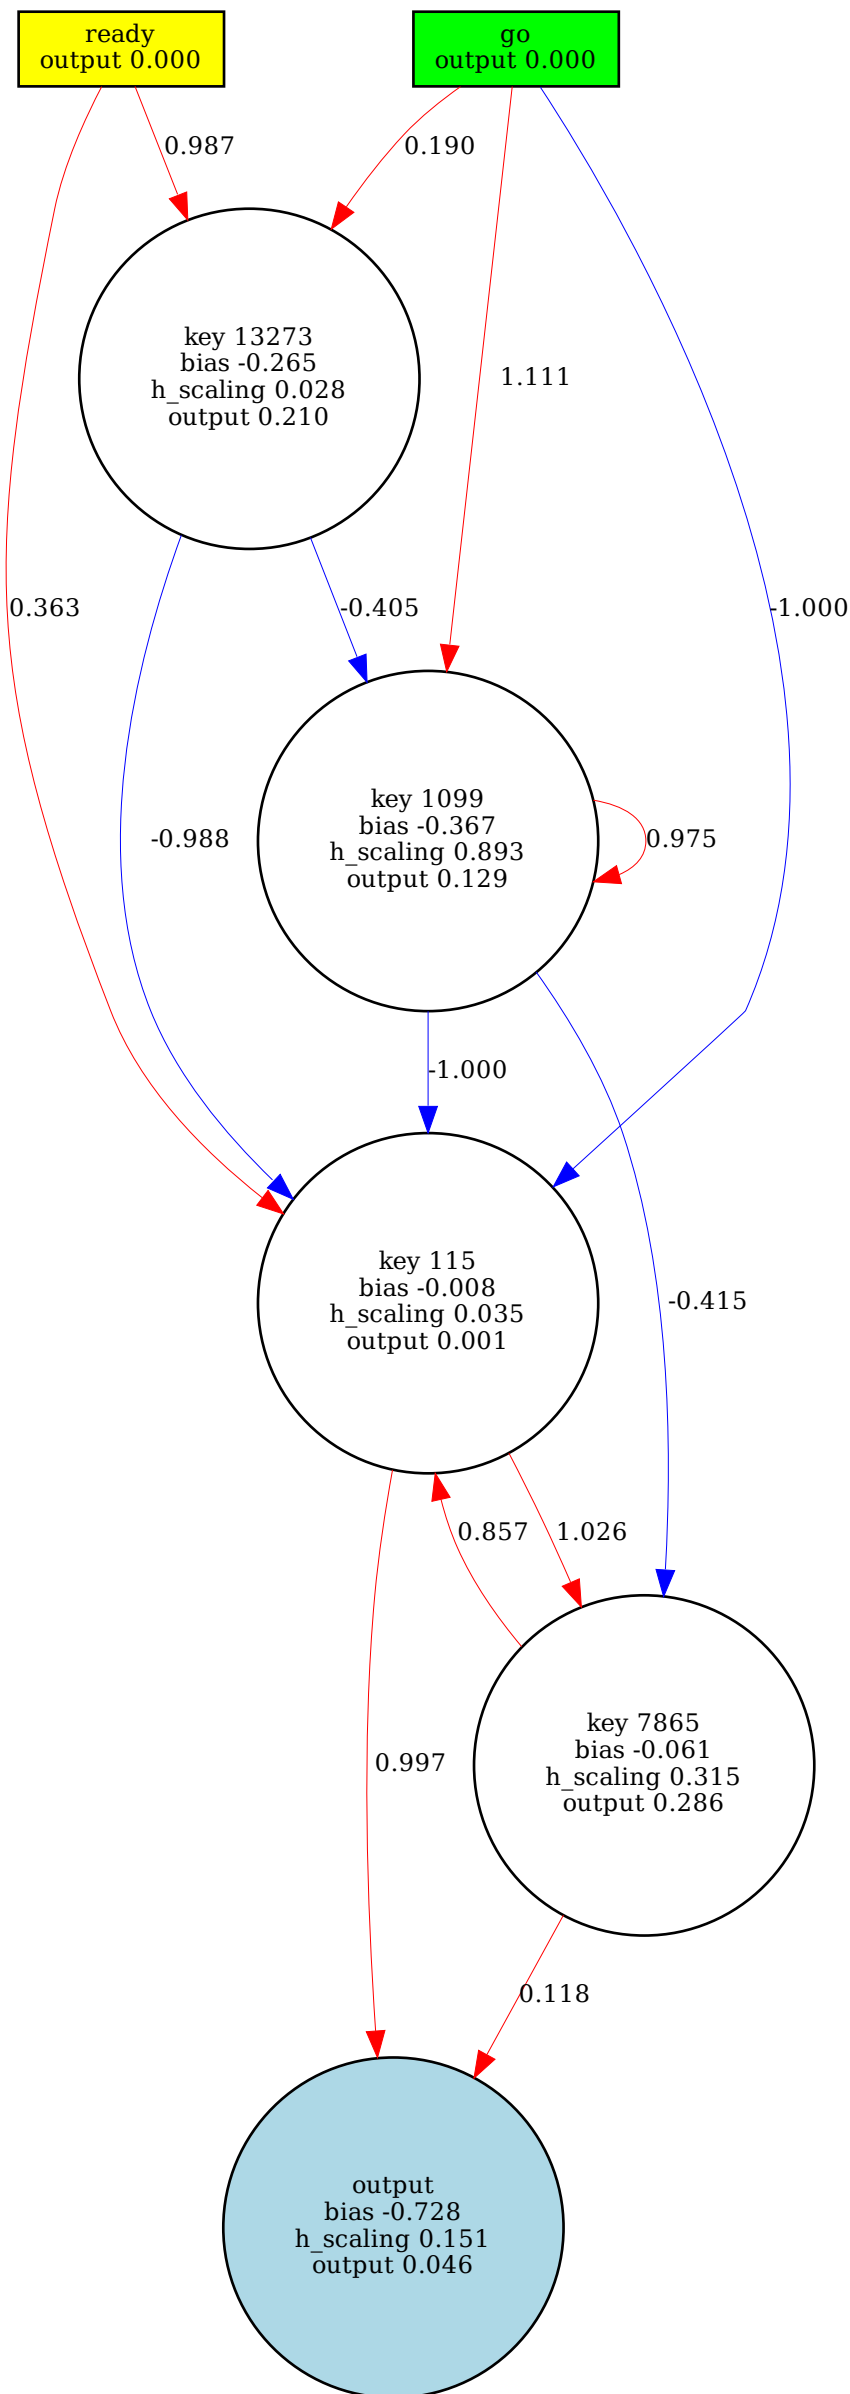 ready
output 0.000
go
output 0.000
0.987
0.190
key 13273
bias -0.265
h_scaling 0.028
output 0.210
1.111
0.363
-0.405
-1.000
key 1099
bias -0.367
h_scaling 0.893
output 0.129
-0.988
0.975
-1.000
key 115
bias -0.008
h_scaling 0.035
output 0.001
-0.415
0.857
1.026
key 7865
bias -0.061
h_scaling 0.315
output 0.286
0.997
0.118
output
bias -0.728
h_scaling 0.151
output 0.046